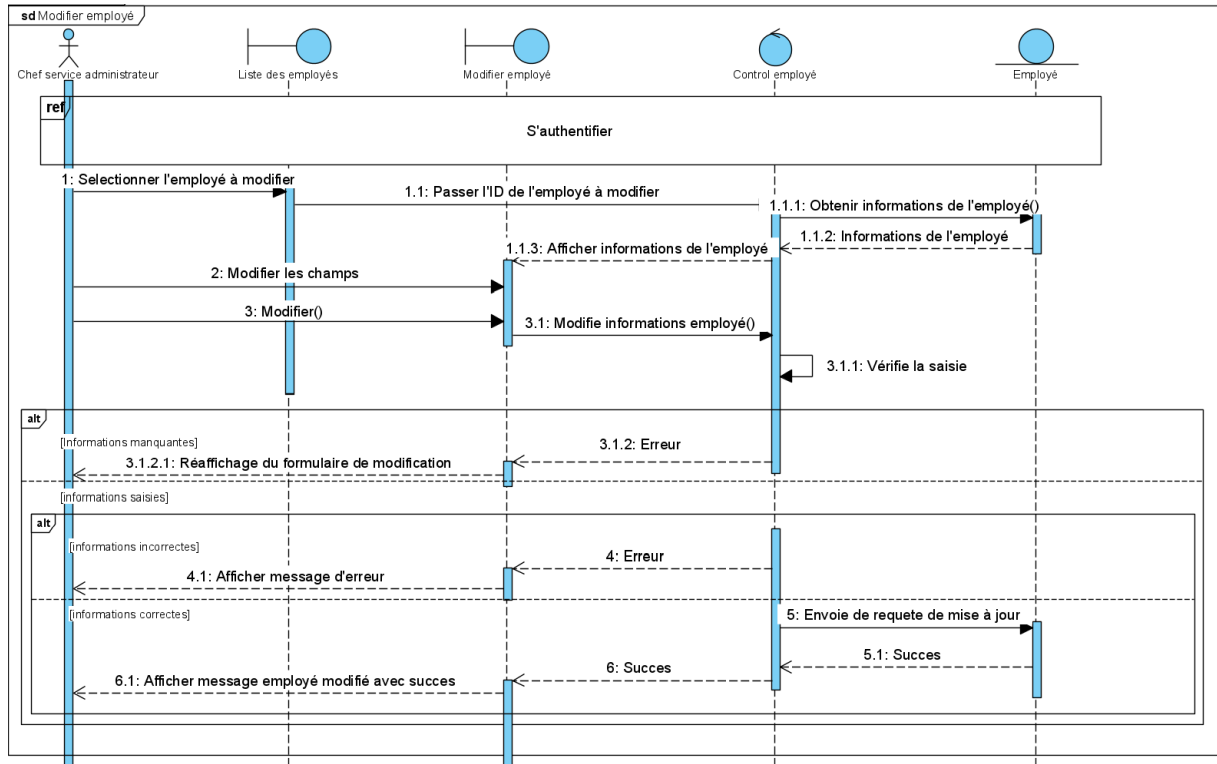 sd Modifier employé
Chef service administrateur
Liste des employés
Modifier employé
Control employé
Employé
ref
S'authentifier
1: Selectionner l'employé à modifier
1.1: Passer l'ID de l'employé à modifier
1.1.1: Obtenir informations de l'employé()
1.1.2: Informations de l'employé
1.1.3: Afficher informations de l'employé
2: Modifier les champs
3: Modifier()
3.1: Modifie informations employé()
3.1.1: Vérifie la saisie
alt
[Informations manquantes]
3.1.2: Erreur
3.1.2.1: Réaffichage du formulaire de modification
[informations saisies]
alt
[informations incorrectes]
4: Erreur
4.1: Afficher message d'erreur
[informations correctes]
5: Envoie de requete de mise à jour
5.1: Succes
6: Succes
6.1: Afficher message employé modifié avec succes